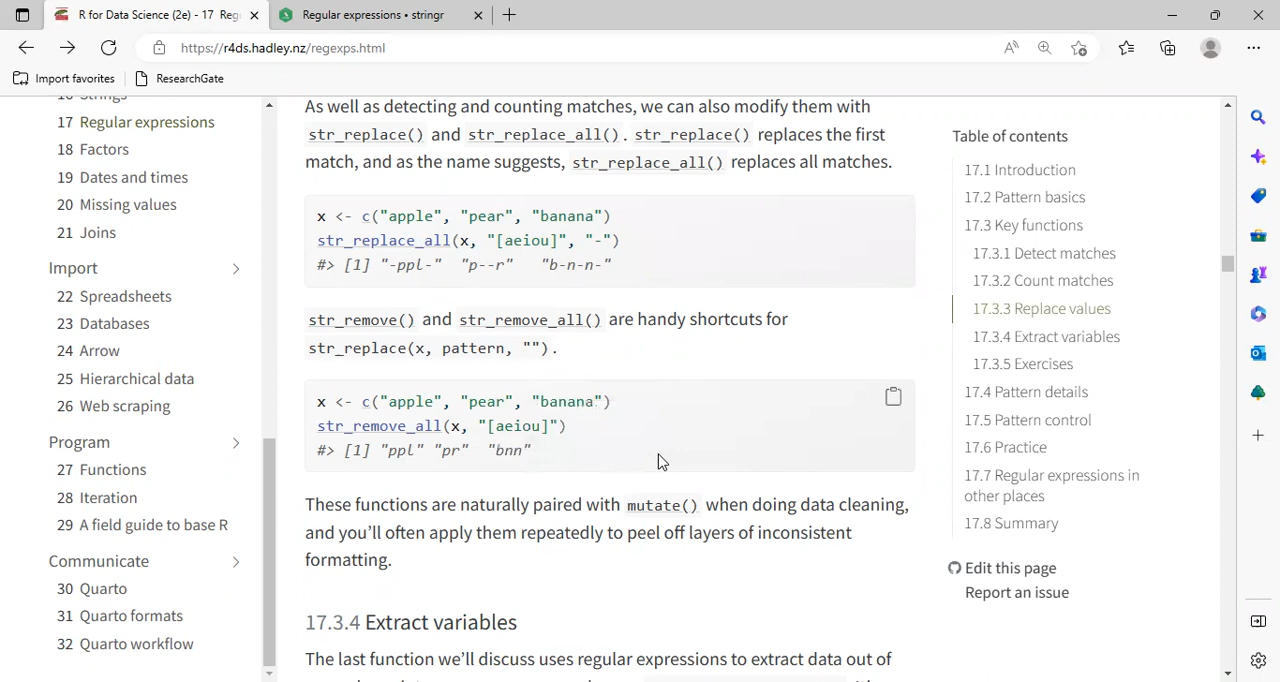 R for Data Science (2e) - 17 Reg
Regular expressions • stringr
https://r4ds.hadley.nz/regexps.html
Import favorites
ResearchGate
16 Strings
17 Regular expressions
18 Factors
19 Dates and times
20 Missing values
21 Joins
Import
22 Spreadsheets
23 Databases
24 Arrow
25 Hierarchical data
26 Web scraping
Program
27 Functions
28 Iteration
29 A field guide to base R
Communicate
30 Quarto
31 Quarto formats
32 Quarto workflow
As well as detecting and counting matches, we can also modify them with
str_replace() and str_replace_all(). str_replace() replaces the first
match, and as the name suggests, str_replace_all() replaces all matches.
x <- c("apple", "pear", "banana")
str_replace_all(x, "[aeiou]", "-")
#> [1] "-ppl-" "p--r" "b-n-n-"
str_remove() and str_remove_all() are handy shortcuts for
str_replace(x, pattern, "").
x <- c("apple", "pear", "banana")
str_remove_all(x, "[aeiou]")
#> [1] "ppl" "pr" "bnn"
These functions are naturally paired with mutate() when doing data cleaning,
and you'll often apply them repeatedly to peel off layers of inconsistent
formatting.
17.3.4 Extract variables
The last function we'll discuss uses regular expressions to extract data out of
Table of contents
17.1 Introduction
17.2 Pattern basics
17.3 Key functions
17.3.1 Detect matches
17.3.2 Count matches
17.3.3 Replace values
17.3.4 Extract variables
17.3.5 Exercises
17.4 Pattern details
17.5 Pattern control
17.6 Practice
17.7 Regular expressions in
other places
17.8 Summary
Edit this page
Report an issue